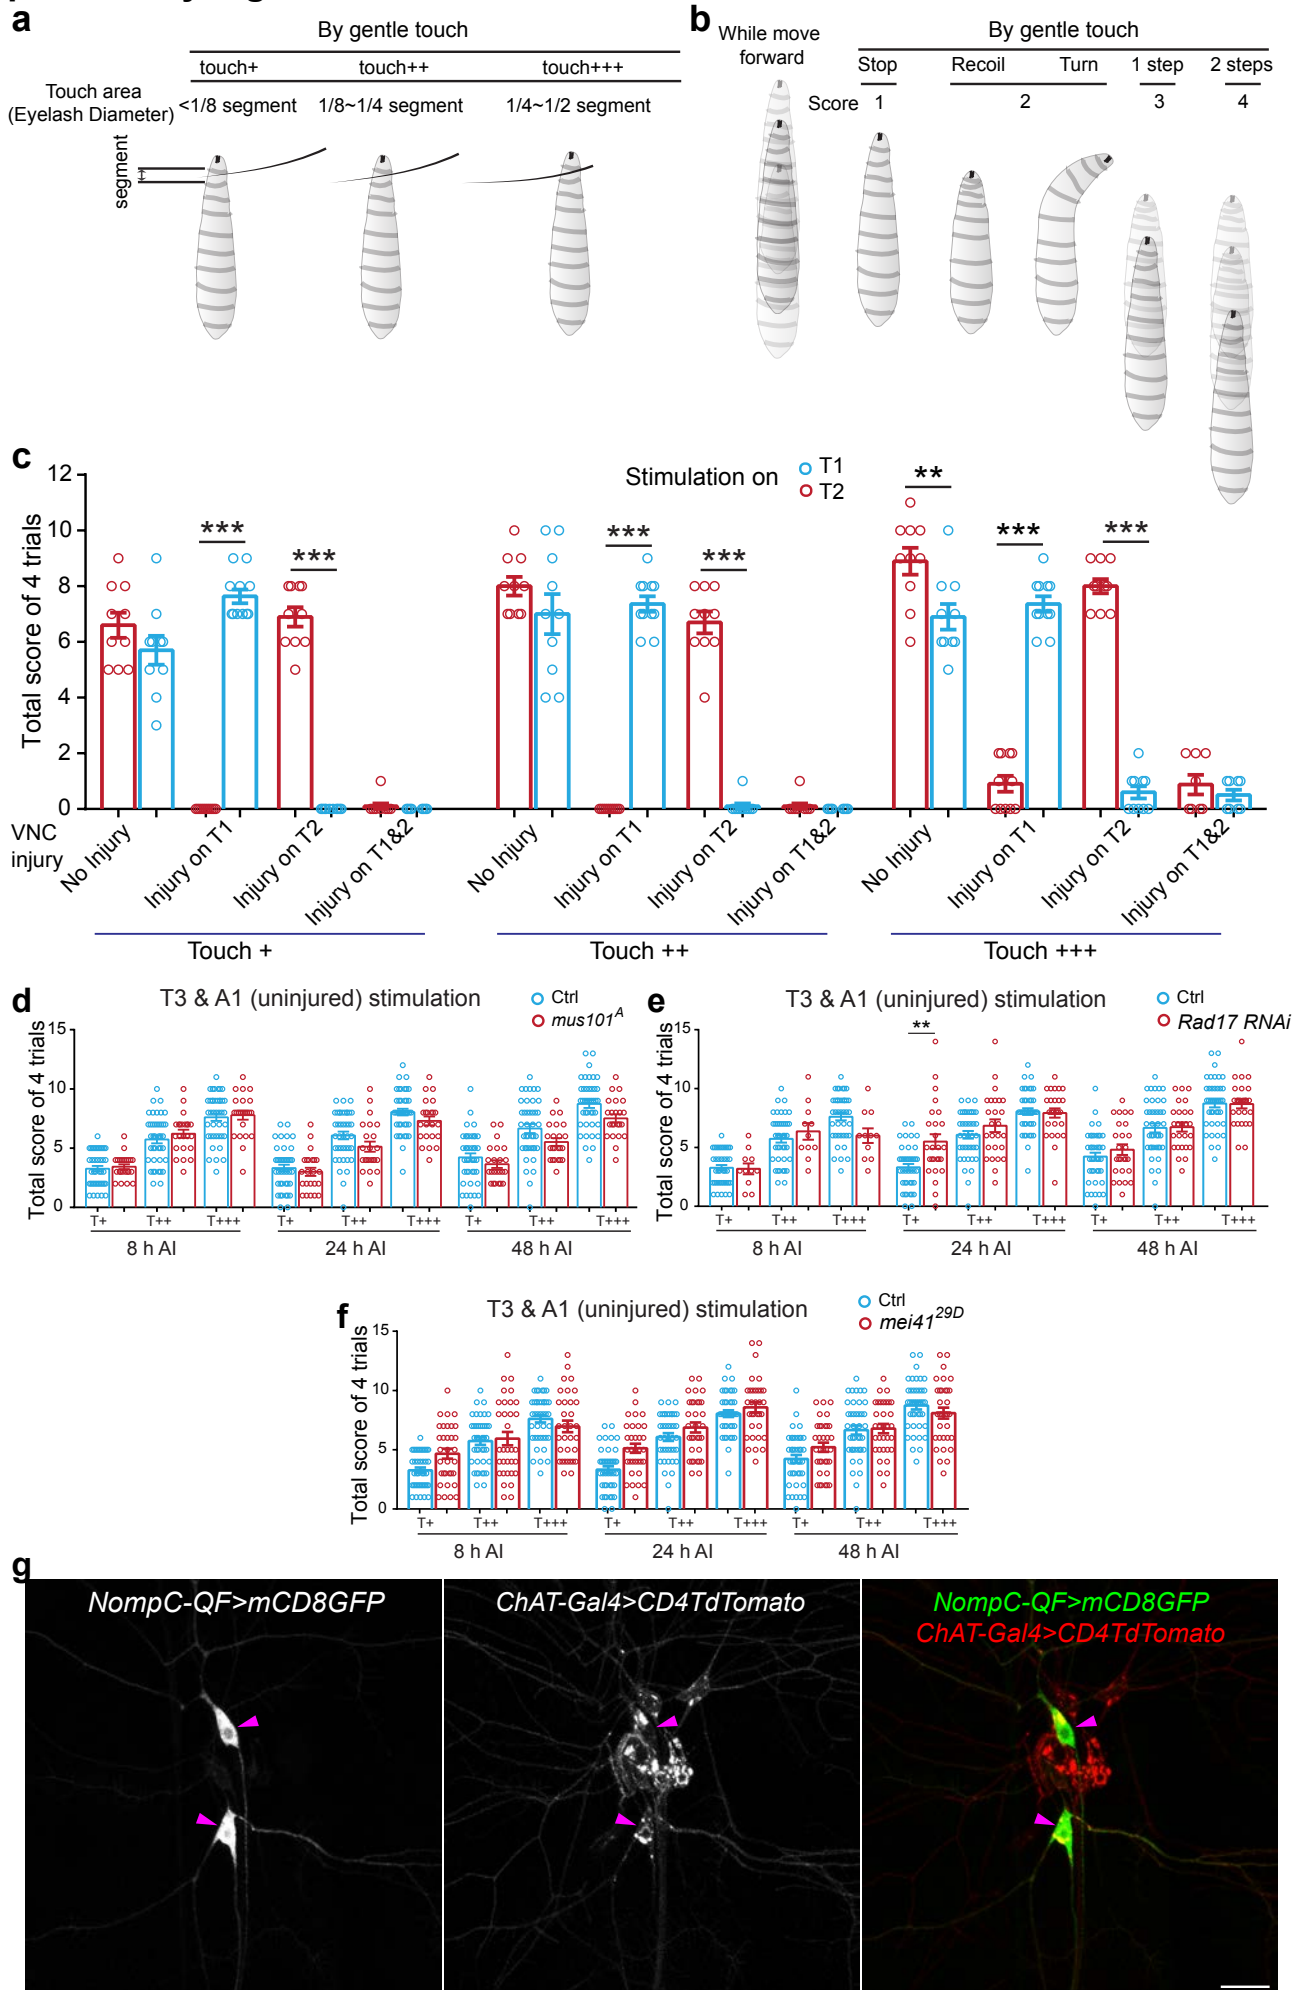 a
By gentle touch
touch+ touch++ touch+++
Touch area
(Eyelash Diameter) <1/8 segment 1/8~1/4 segment 1/4~1/2 segment
segment
b
While move
forward
By gentle touch
Stop Recoil Turn 1 step 2 steps
Score 1 2 3 4
c
Total score of 4 trials
12
10
8
6
4
2
0
Stimulation on T1
T2
*** *** *** *** ** *** ***
VNC
injury
No Injury Injury on T1 Injury on T2 Injury on T1&2
No Injury Injury on T1 Injury on T2 Injury on T1&2
No Injury Injury on T1 Injury on T2 Injury on T1&2
Touch + Touch ++ Touch +++
d
T3 & A1 (uninjured) stimulation
Ctrl
mus101A
Total score of 4 trials
15
10
5
0
T+ T++ T+++ T+ T++ T+++ T+ T++ T+++
8 h AI 24 h AI 48 h AI
e
T3 & A1 (uninjured) stimulation
Ctrl
Rad17 RNAi
Total score of 4 trials
15
10
5
0
**
T+ T++ T+++ T+ T++ T+++ T+ T++ T+++
8 h AI 24 h AI 48 h AI
f
T3 & A1 (uninjured) stimulation
Ctrl
mei4129D
Total score of 4 trials
15
10
5
0
T+ T++ T+++ T+ T++ T+++ T+ T++ T+++
8 h AI 24 h AI 48 h AI
g
NompC-QF>mCD8GFP
ChAT-Gal4>CD4TdTomato
NompC-QF>mCD8GFP
ChAT-Gal4>CD4TdTomato